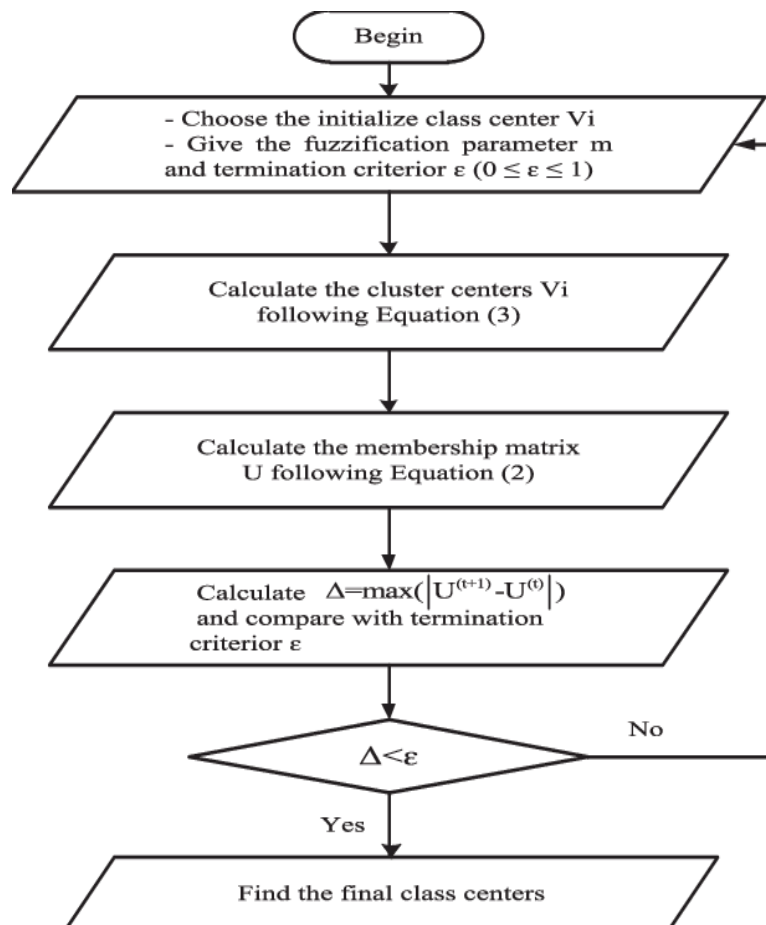 Begin
- Choose the initialize class center Vi
- Give the fuzzification parameter m
and termination criterior ε (0 ≤ ε ≤ 1)
Calculate the cluster centers Vi
following Equation (3)
Calculate the membership matrix
U following Equation (2)
Calculate Δ=max(|U^(t+1)-U^(t)|)
and compare with termination
criterior ε
Δ<ε
No
Yes
Find the final class centers